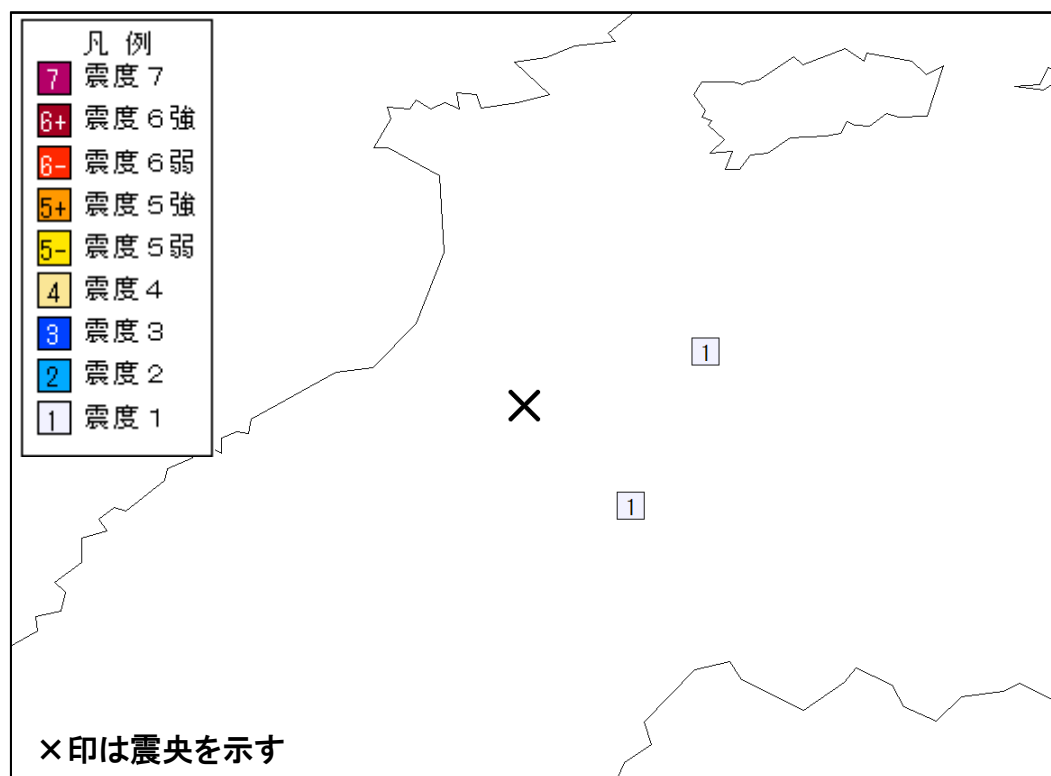 凡 例
7 震度７
6+ 震度６強
6- 震度６弱
5+ 震度５強
5- 震度５弱
4 震度４
3 震度３
2 震度２
1 震度１
1
1
×印は震央を示す